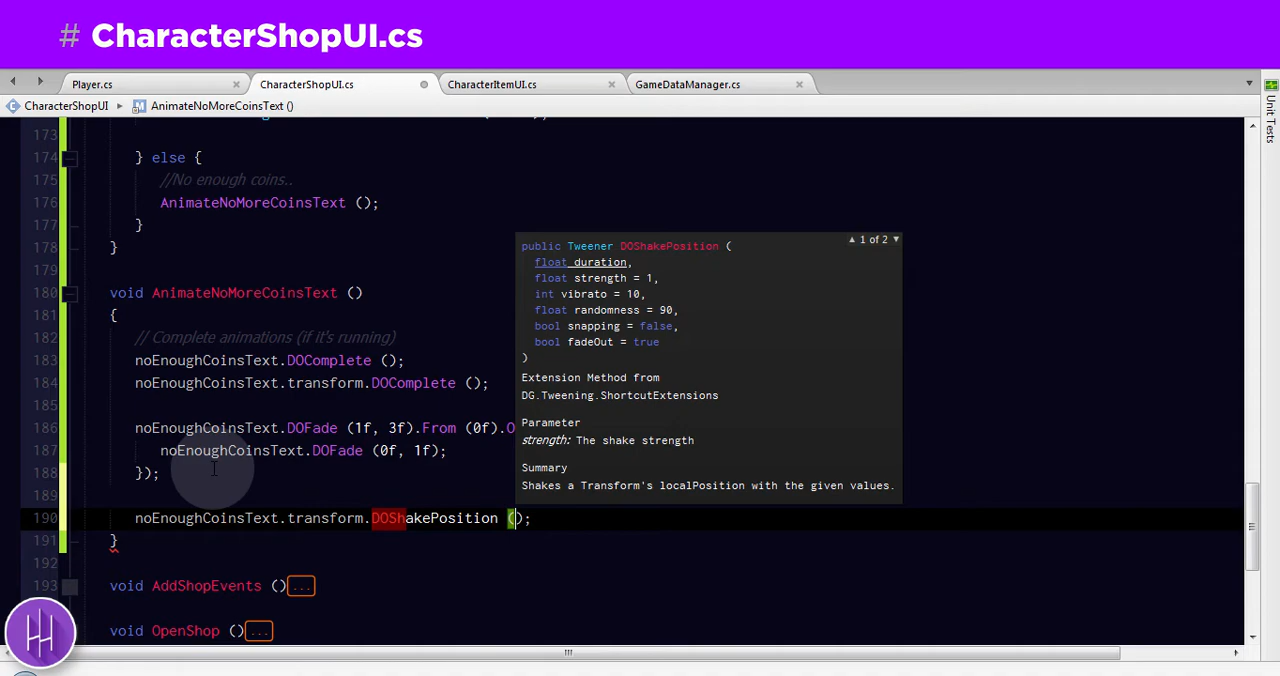 # CharacterShopUI.cs
Player.cs
CharacterShopUI.cs
CharacterItemUI.cs
GameDataManager.cs
CharacterShopUI
AnimateNoMoreCoinsText ()
Unit Tests
173
174 } else {
175 //No enough coins..
176 AnimateNoMoreCoinsText ();
177 }
178 }
179
180 void AnimateNoMoreCoinsText ()
181 {
182 // Complete animations (if it's running)
183 noEnoughCoinsText.DOComplete ();
184 noEnoughCoinsText.transform.DOComplete ();
185
186 noEnoughCoinsText.DOFade (1f, 3f).From (0f).O
187 noEnoughCoinsText.DOFade (0f, 1f);
188 });
189
190 noEnoughCoinsText.transform.DOShakePosition ();
191 }
192
193 void AddShopEvents ()...
void OpenShop ()...
public Tweener DOShakePosition (
1 of 2
float duration,
float strength = 1,
int vibrato = 10,
float randomness = 90,
bool snapping = false,
bool fadeOut = true
)
Extension Method from
DG.Tweening.ShortcutExtensions
Parameter
strength: The shake strength
Summary
Shakes a Transform's localPosition with the given values.